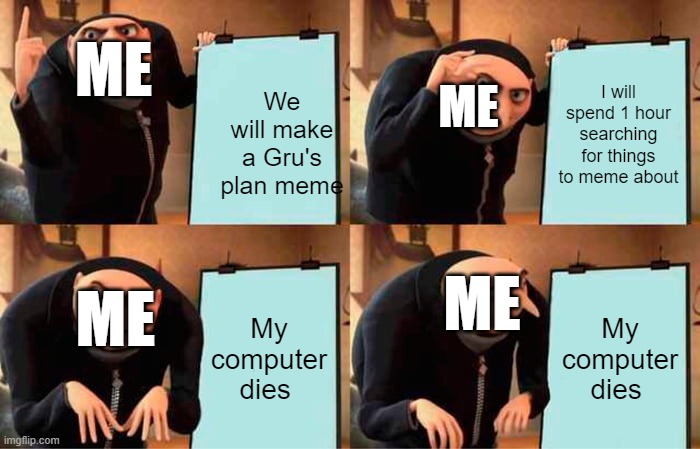 ME
We
will make
a Gru's
plan meme
ME
I will
spend 1 hour
searching
for things
to meme about
ME
My
computer
dies
ME
My
computer
dies
imgflip.com